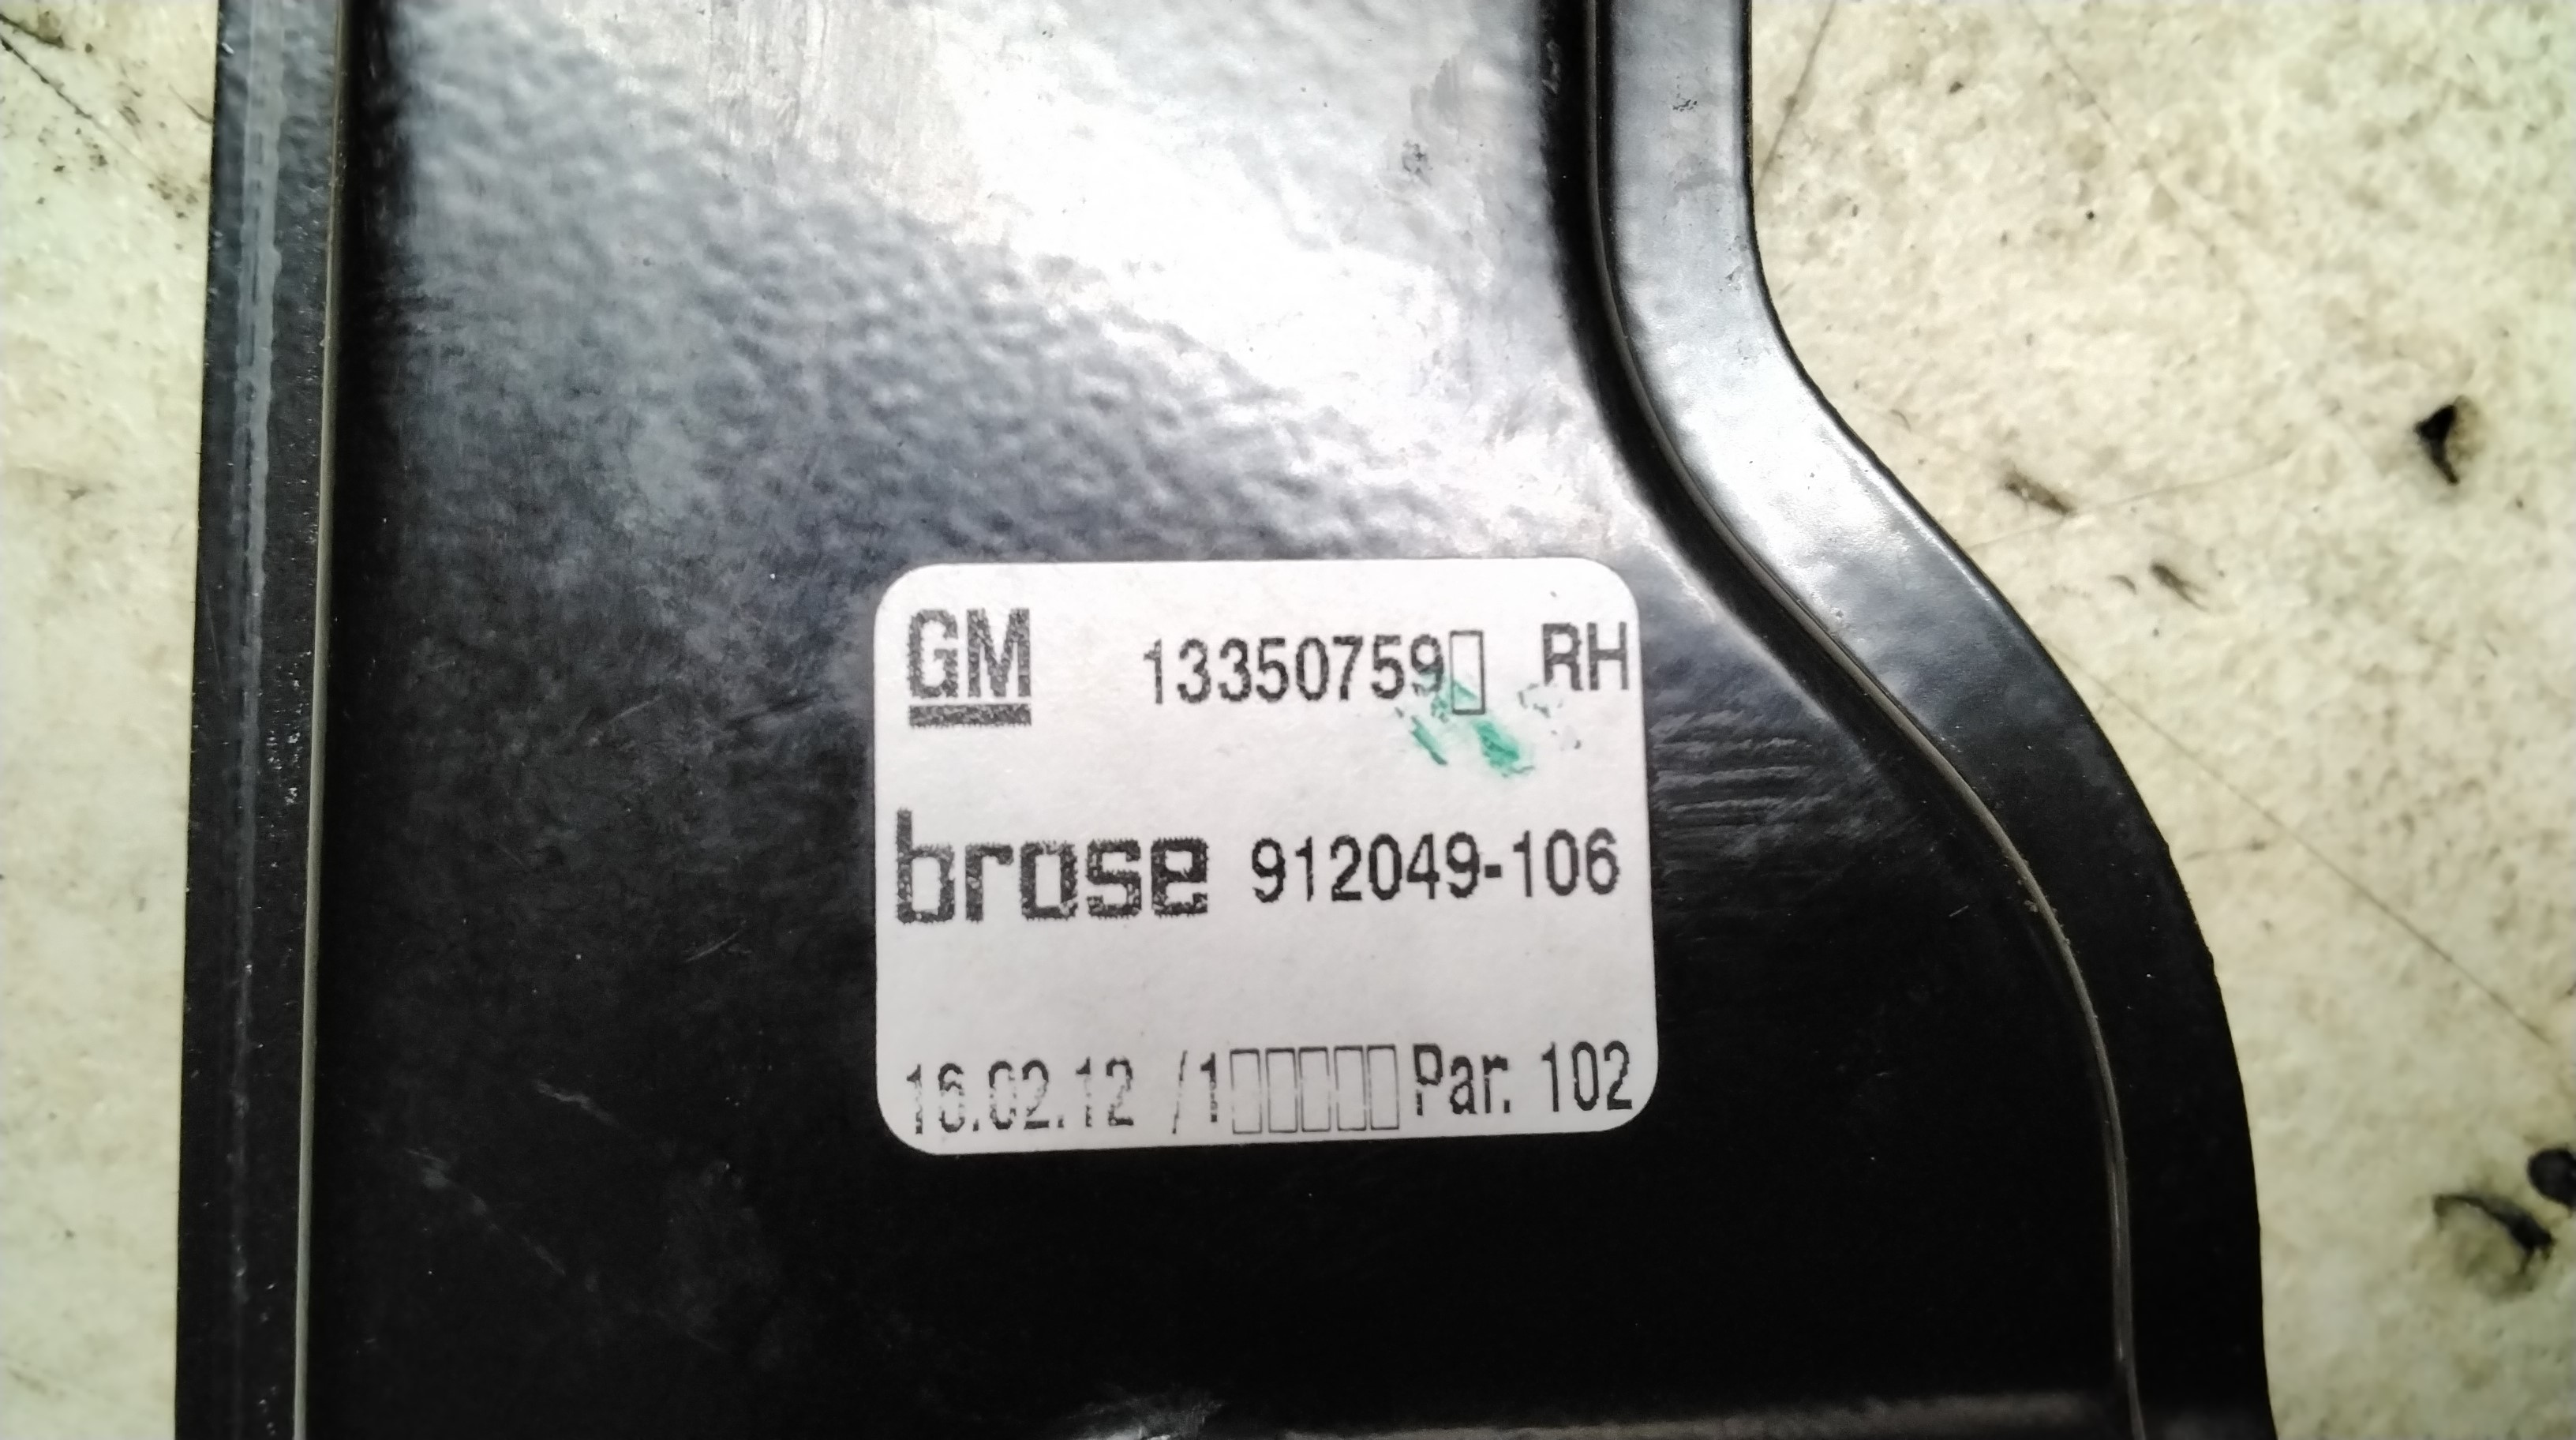 GM 13350759▯ RH
brose 912049-106
16.02.12 /1▯▯▯▯▯Par. 102